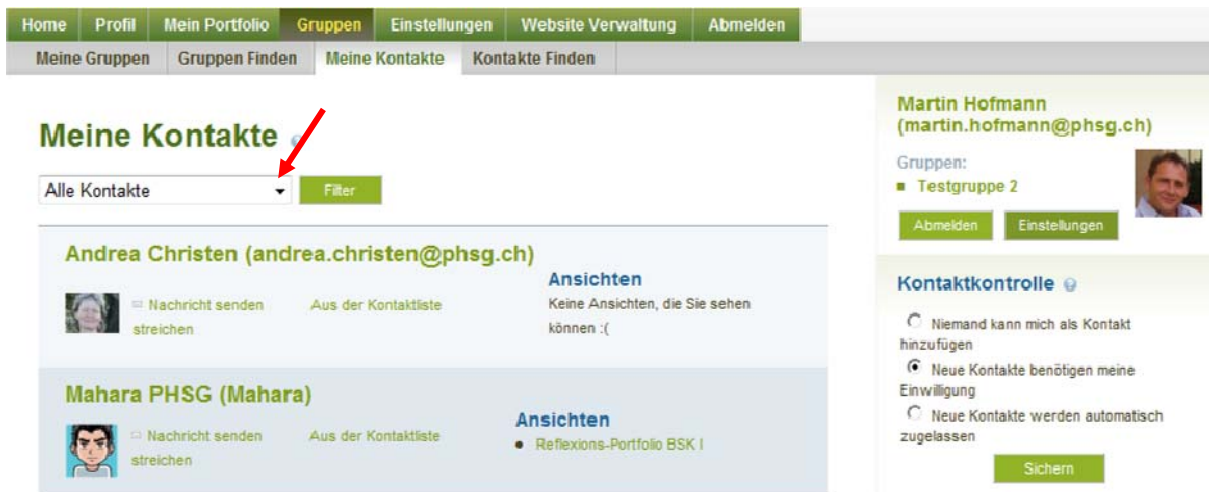 Home Profil Mein Portfolio Gruppen Einstellungen Website Verwaltung Abmelden
Meine Gruppen Gruppen Finden Meine Kontakte Kontakte Finden
Meine Kontakte
Alle Kontakte Filter
Andrea Christen (andrea.christen@phsg.ch)
Nachricht senden Aus der Kontaktliste
streichen
Ansichten
Keine Ansichten, die Sie sehen
können :(
Mahara PHSG (Mahara)
Nachricht senden Aus der Kontaktliste
streichen
Ansichten
Reflexions-Portfolio BSK I
Martin Hofmann
(martin.hofmann@phsg.ch)
Gruppen:
Testgruppe 2
Abmelden Einstellungen
Kontaktkontrolle
Niemand kann mich als Kontakt
hinzufügen
Neue Kontakte benötigen meine
Einwilligung
Neue Kontakte werden automatisch
zugelassen
Sichern